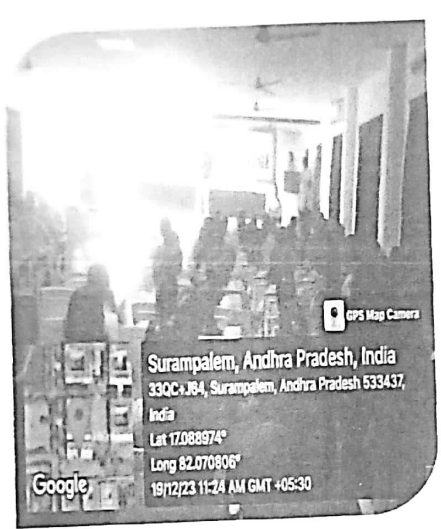 GPS Map Camera
Surampalem, Andhra Pradesh, India
33QC+J64, Surampalem, Andhra Pradesh 533437,
India
Lat 17.088974°
Long 82.070806°
19/12/23 11:24 AM GMT +05:30
Google